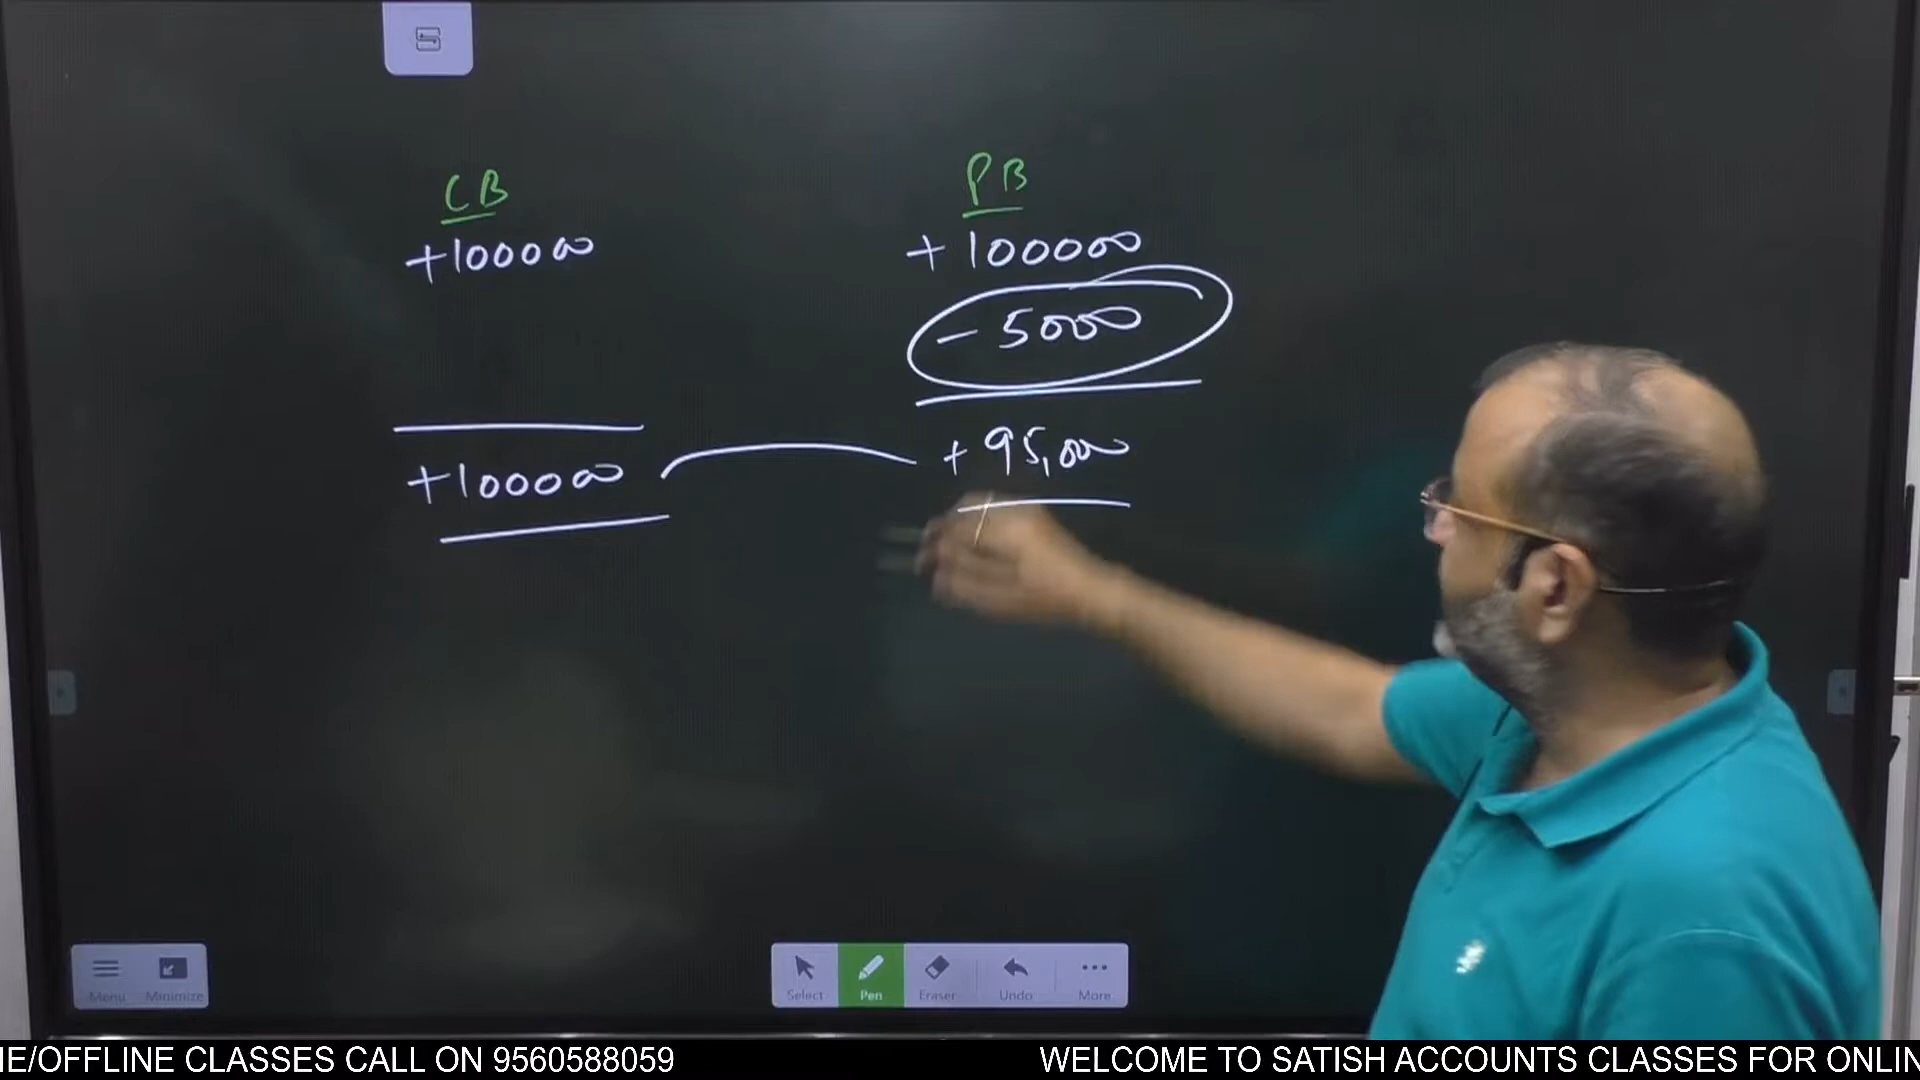 CB
+100000
+100000
PB
+100000
- 5000
+ 95,000
Menu Minimize
Select Pen Eraser Undo More
NE/OFFLINE CLASSES CALL ON 9560588059
WELCOME TO SATISH ACCOUNTS CLASSES FOR ONLIN